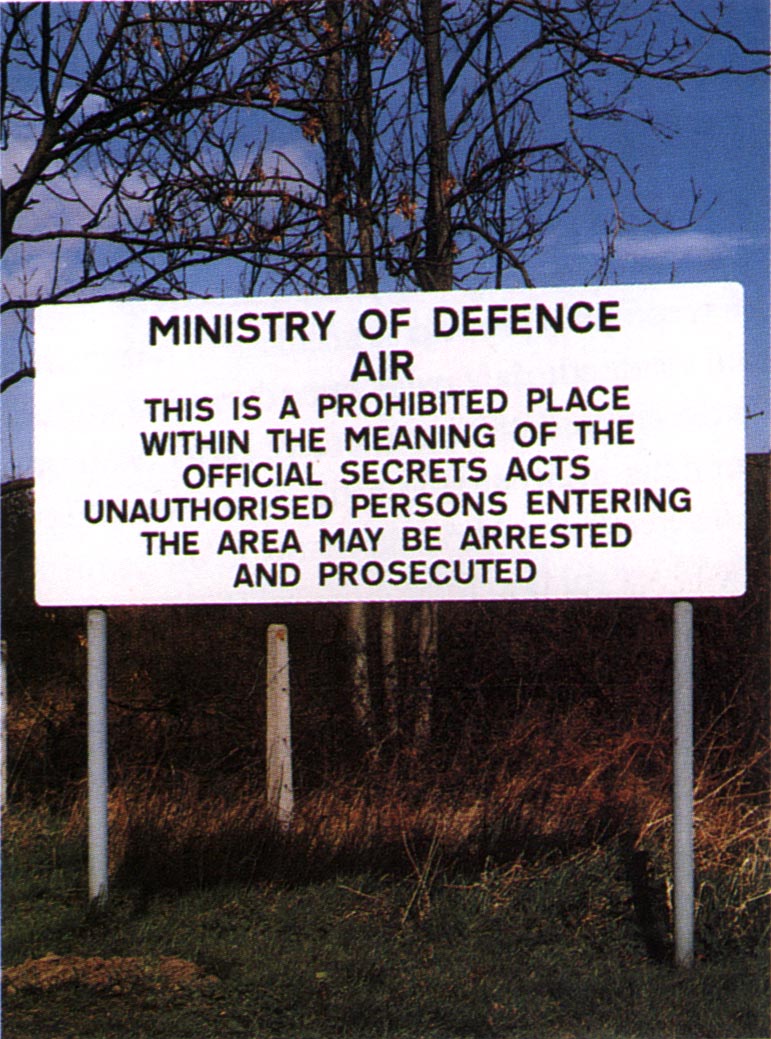 MINISTRY OF DEFENCE
AIR
THIS IS A PROHIBITED PLACE
WITHIN THE MEANING OF THE
OFFICIAL SECRETS ACTS
UNAUTHORISED PERSONS ENTERING
THE AREA MAY BE ARRESTED
AND PROSECUTED